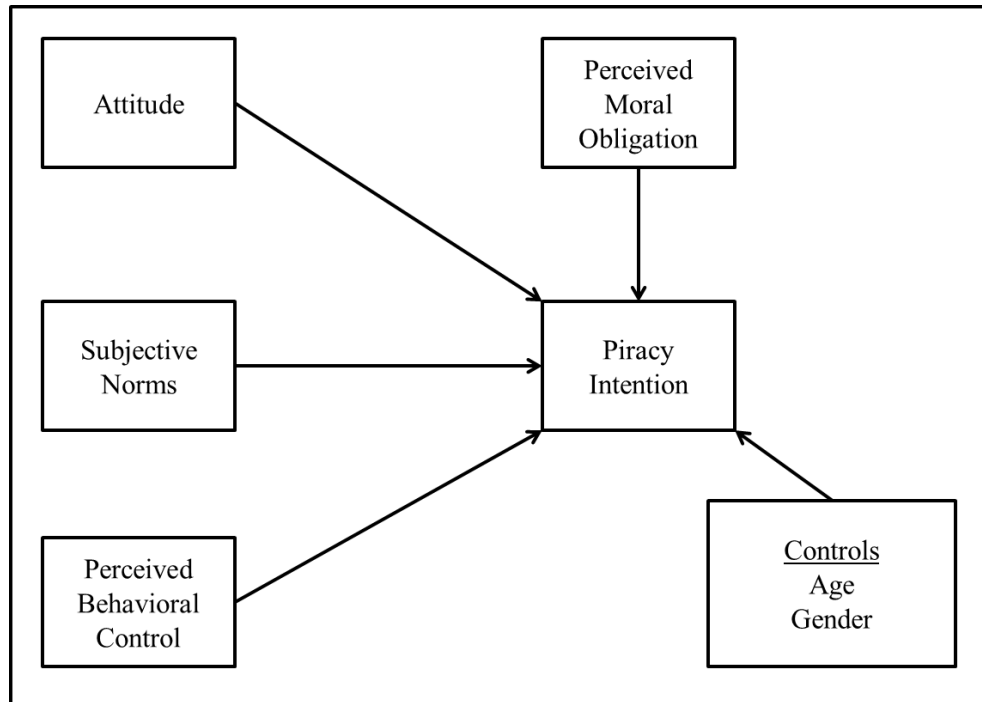 Attitude
Perceived
Moral
Obligation
Subjective
Norms
Piracy
Intention
Perceived
Behavioral
Control
Controls
Age
Gender